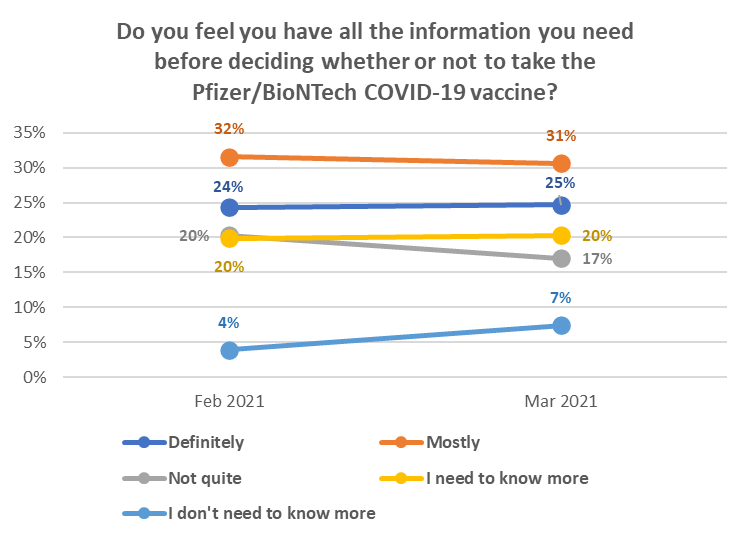 Do you feel you have all the information you need
before deciding whether or not to take the
Pfizer/BioNTech COVID-19 vaccine?
35%
30%
25%
20%
15%
10%
5%
0%
32%
31%
24%
25%
20%
20%
20%
17%
4%
7%
Feb 2021
Mar 2021
Definitely
Mostly
Not quite
I need to know more
I don't need to know more